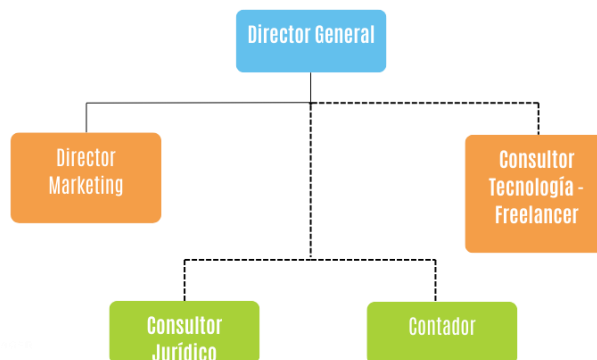 Director General
Director
Marketing
Consultor
Tecnología -
Freelancer
Consultor
Jurídico
Contador